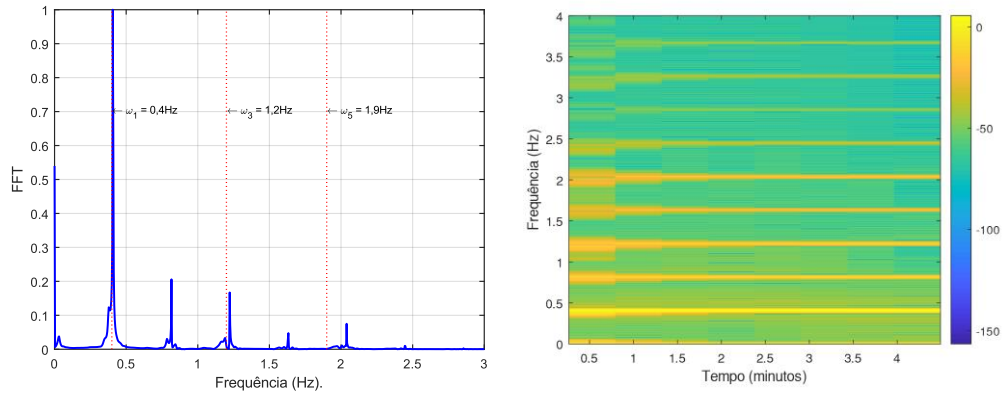 1
0.9
0.8
0.7
0.6
0.5
0.4
0.3
0.2
0.1
0
FFT
← ω₁ = 0,4Hz
← ω₃ = 1,2Hz
← ω₅ = 1,9Hz
0 0.5 1 1.5 2 2.5 3
Frequência (Hz).
4
3.5
3
2.5
2
1.5
1
0.5
0
Frequência (Hz)
0.5 1 1.5 2 2.5 3 3.5 4
Tempo (minutos)
0
-50
-100
-150